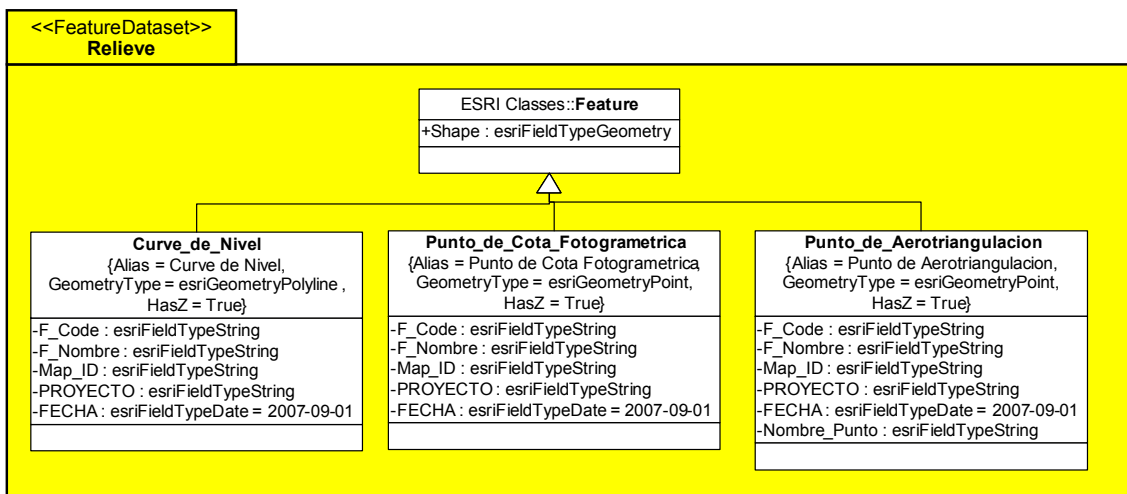 <<FeatureDataset>>
Relieve
ESRI Classes::Feature
+Shape : esriFieldTypeGeometry
Curve_de_Nivel
{Alias = Curve de Nivel,
GeometryType = esriGeometryPolyline ,
HasZ = True}
-F_Code : esriFieldTypeString
-F_Nombre : esriFieldTypeString
-Map_ID : esriFieldTypeString
-PROYECTO : esriFieldTypeString
-FECHA : esriFieldTypeDate = 2007-09-01
Punto_de_Cota_Fotogrametrica
{Alias = Punto de Cota Fotogrametrica,
GeometryType = esriGeometryPoint,
HasZ = True}
-F_Code : esriFieldTypeString
-F_Nombre : esriFieldTypeString
-Map_ID : esriFieldTypeString
-PROYECTO : esriFieldTypeString
-FECHA : esriFieldTypeDate = 2007-09-01
Punto_de_Aerotriangulacion
{Alias = Punto de Aerotriangulacion,
GeometryType = esriGeometryPoint,
HasZ = True}
-F_Code : esriFieldTypeString
-F_Nombre : esriFieldTypeString
-Map_ID : esriFieldTypeString
-PROYECTO : esriFieldTypeString
-FECHA : esriFieldTypeDate = 2007-09-01
-Nombre_Punto : esriFieldTypeString